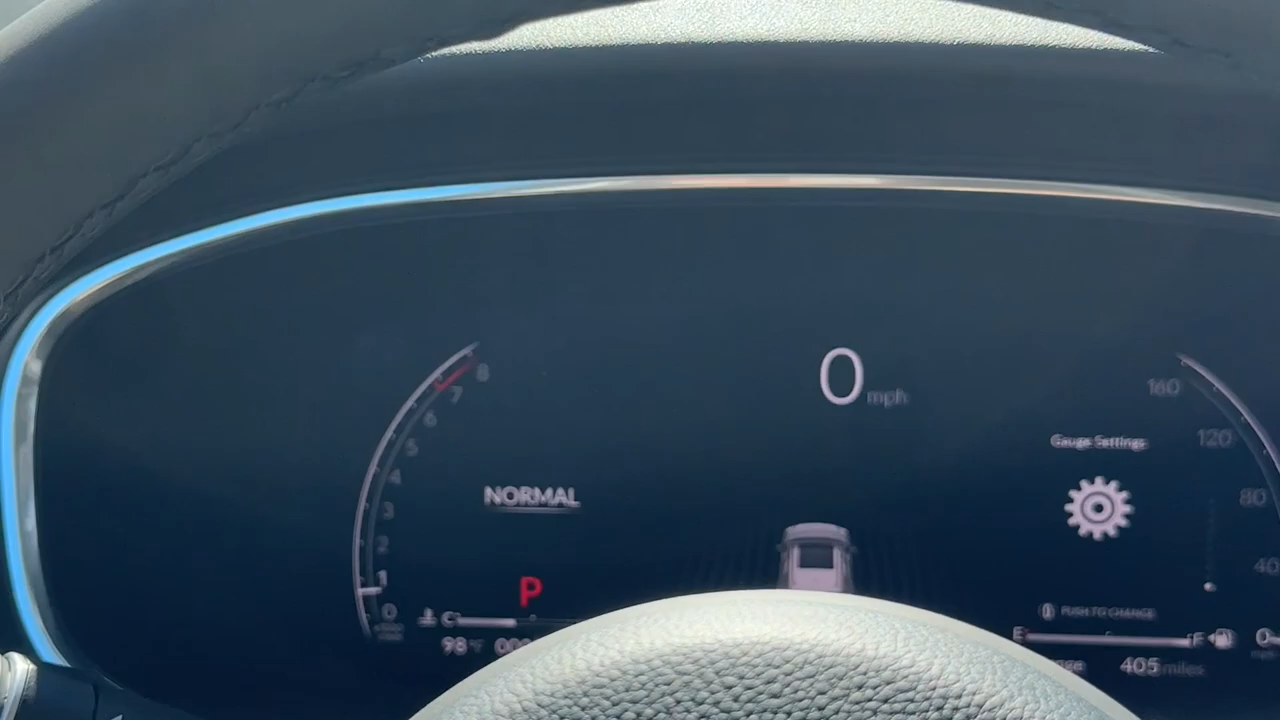 8
7
6
5
4
3
2
1
0
NORMAL
P
C
98 °F
0 mph
Gauge Settings
PUSH TO CHANGE
E F
405 miles
160
120
80
40
0